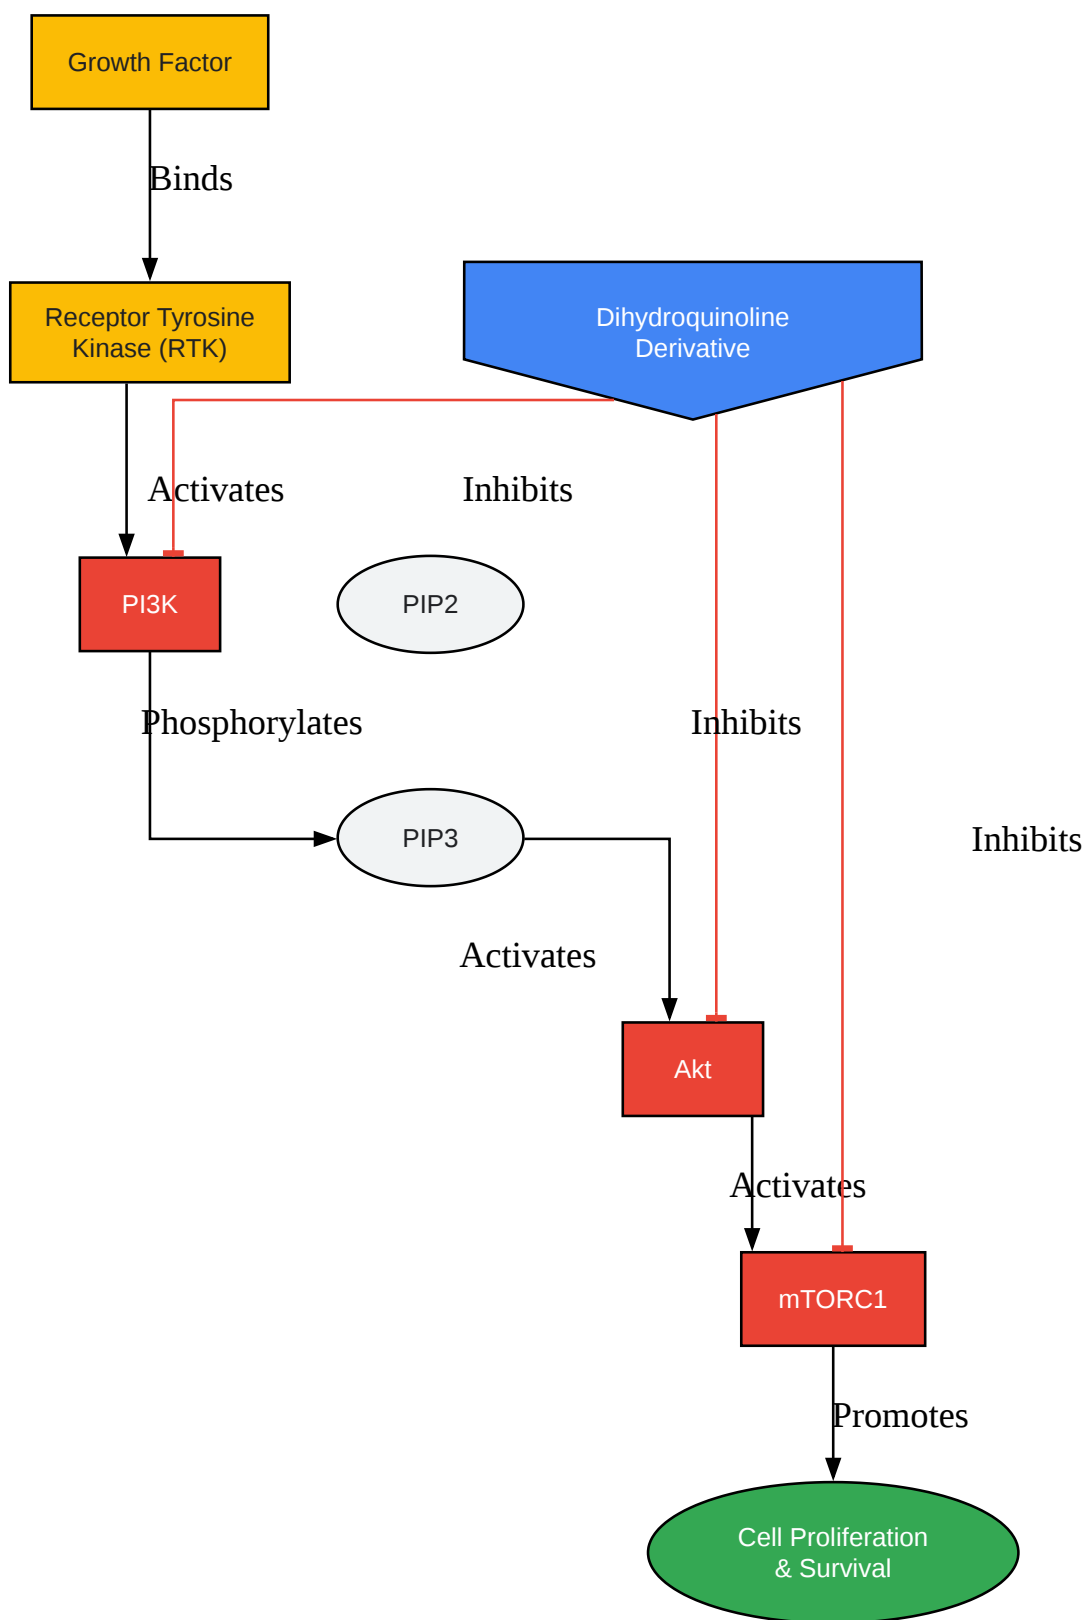 Growth Factor
Binds
Receptor Tyrosine
Kinase (RTK)
Dihydroquinoline
Derivative
Activates
Inhibits
PI3K
PIP2
Phosphorylates
Inhibits
PIP3
Inhibits
Activates
Akt
Activates
mTORC1
Promotes
Cell Proliferation
& Survival